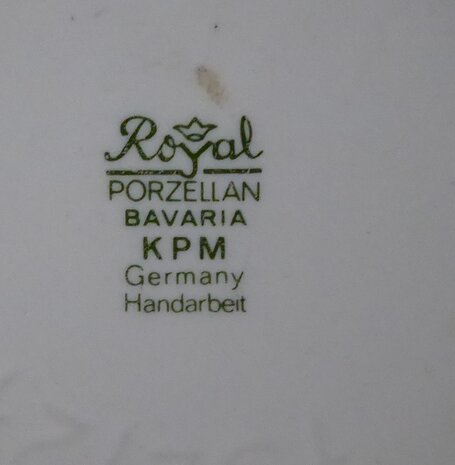 Royal
PORZELLAN
BAVARIA
KPM
Germany
Handarbeit